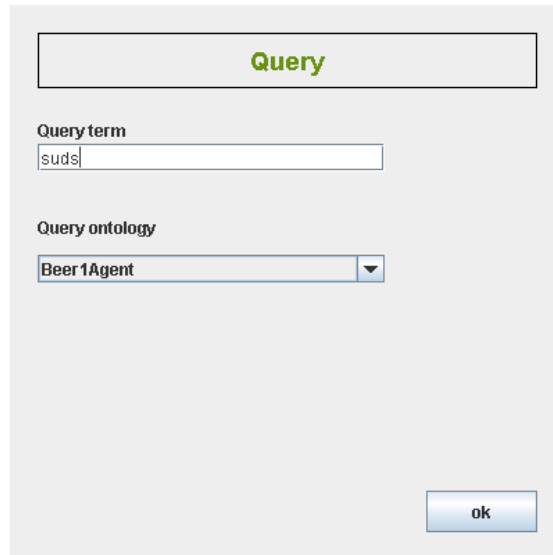 Query
Query term
suds
Query ontology
Beer1Agent
ok